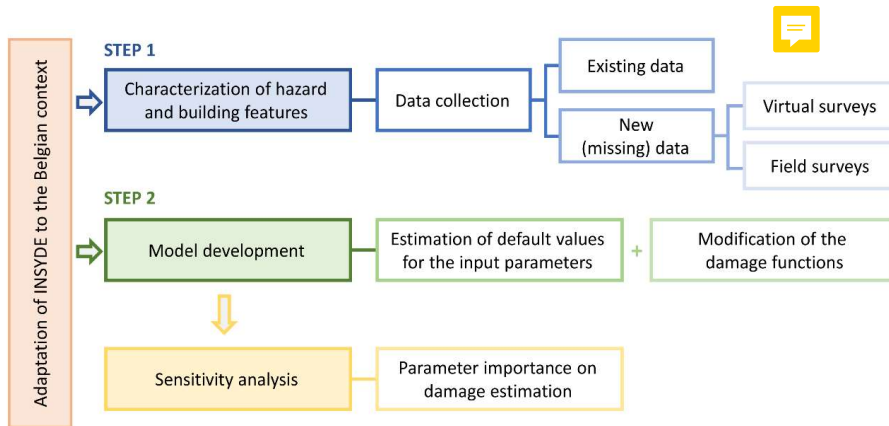 Adaptation of INSYDE to the Belgian context
STEP 1
Characterization of hazard
and building features
Data collection
Existing data
New
(missing) data
Virtual surveys
Field surveys
STEP 2
Model development
Estimation of default values
for the input parameters
+
Modification of the
damage functions
Sensitivity analysis
Parameter importance on
damage estimation